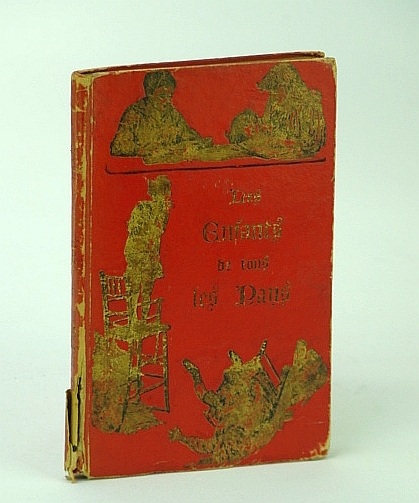 Les
Enfants
de tous
les Pays